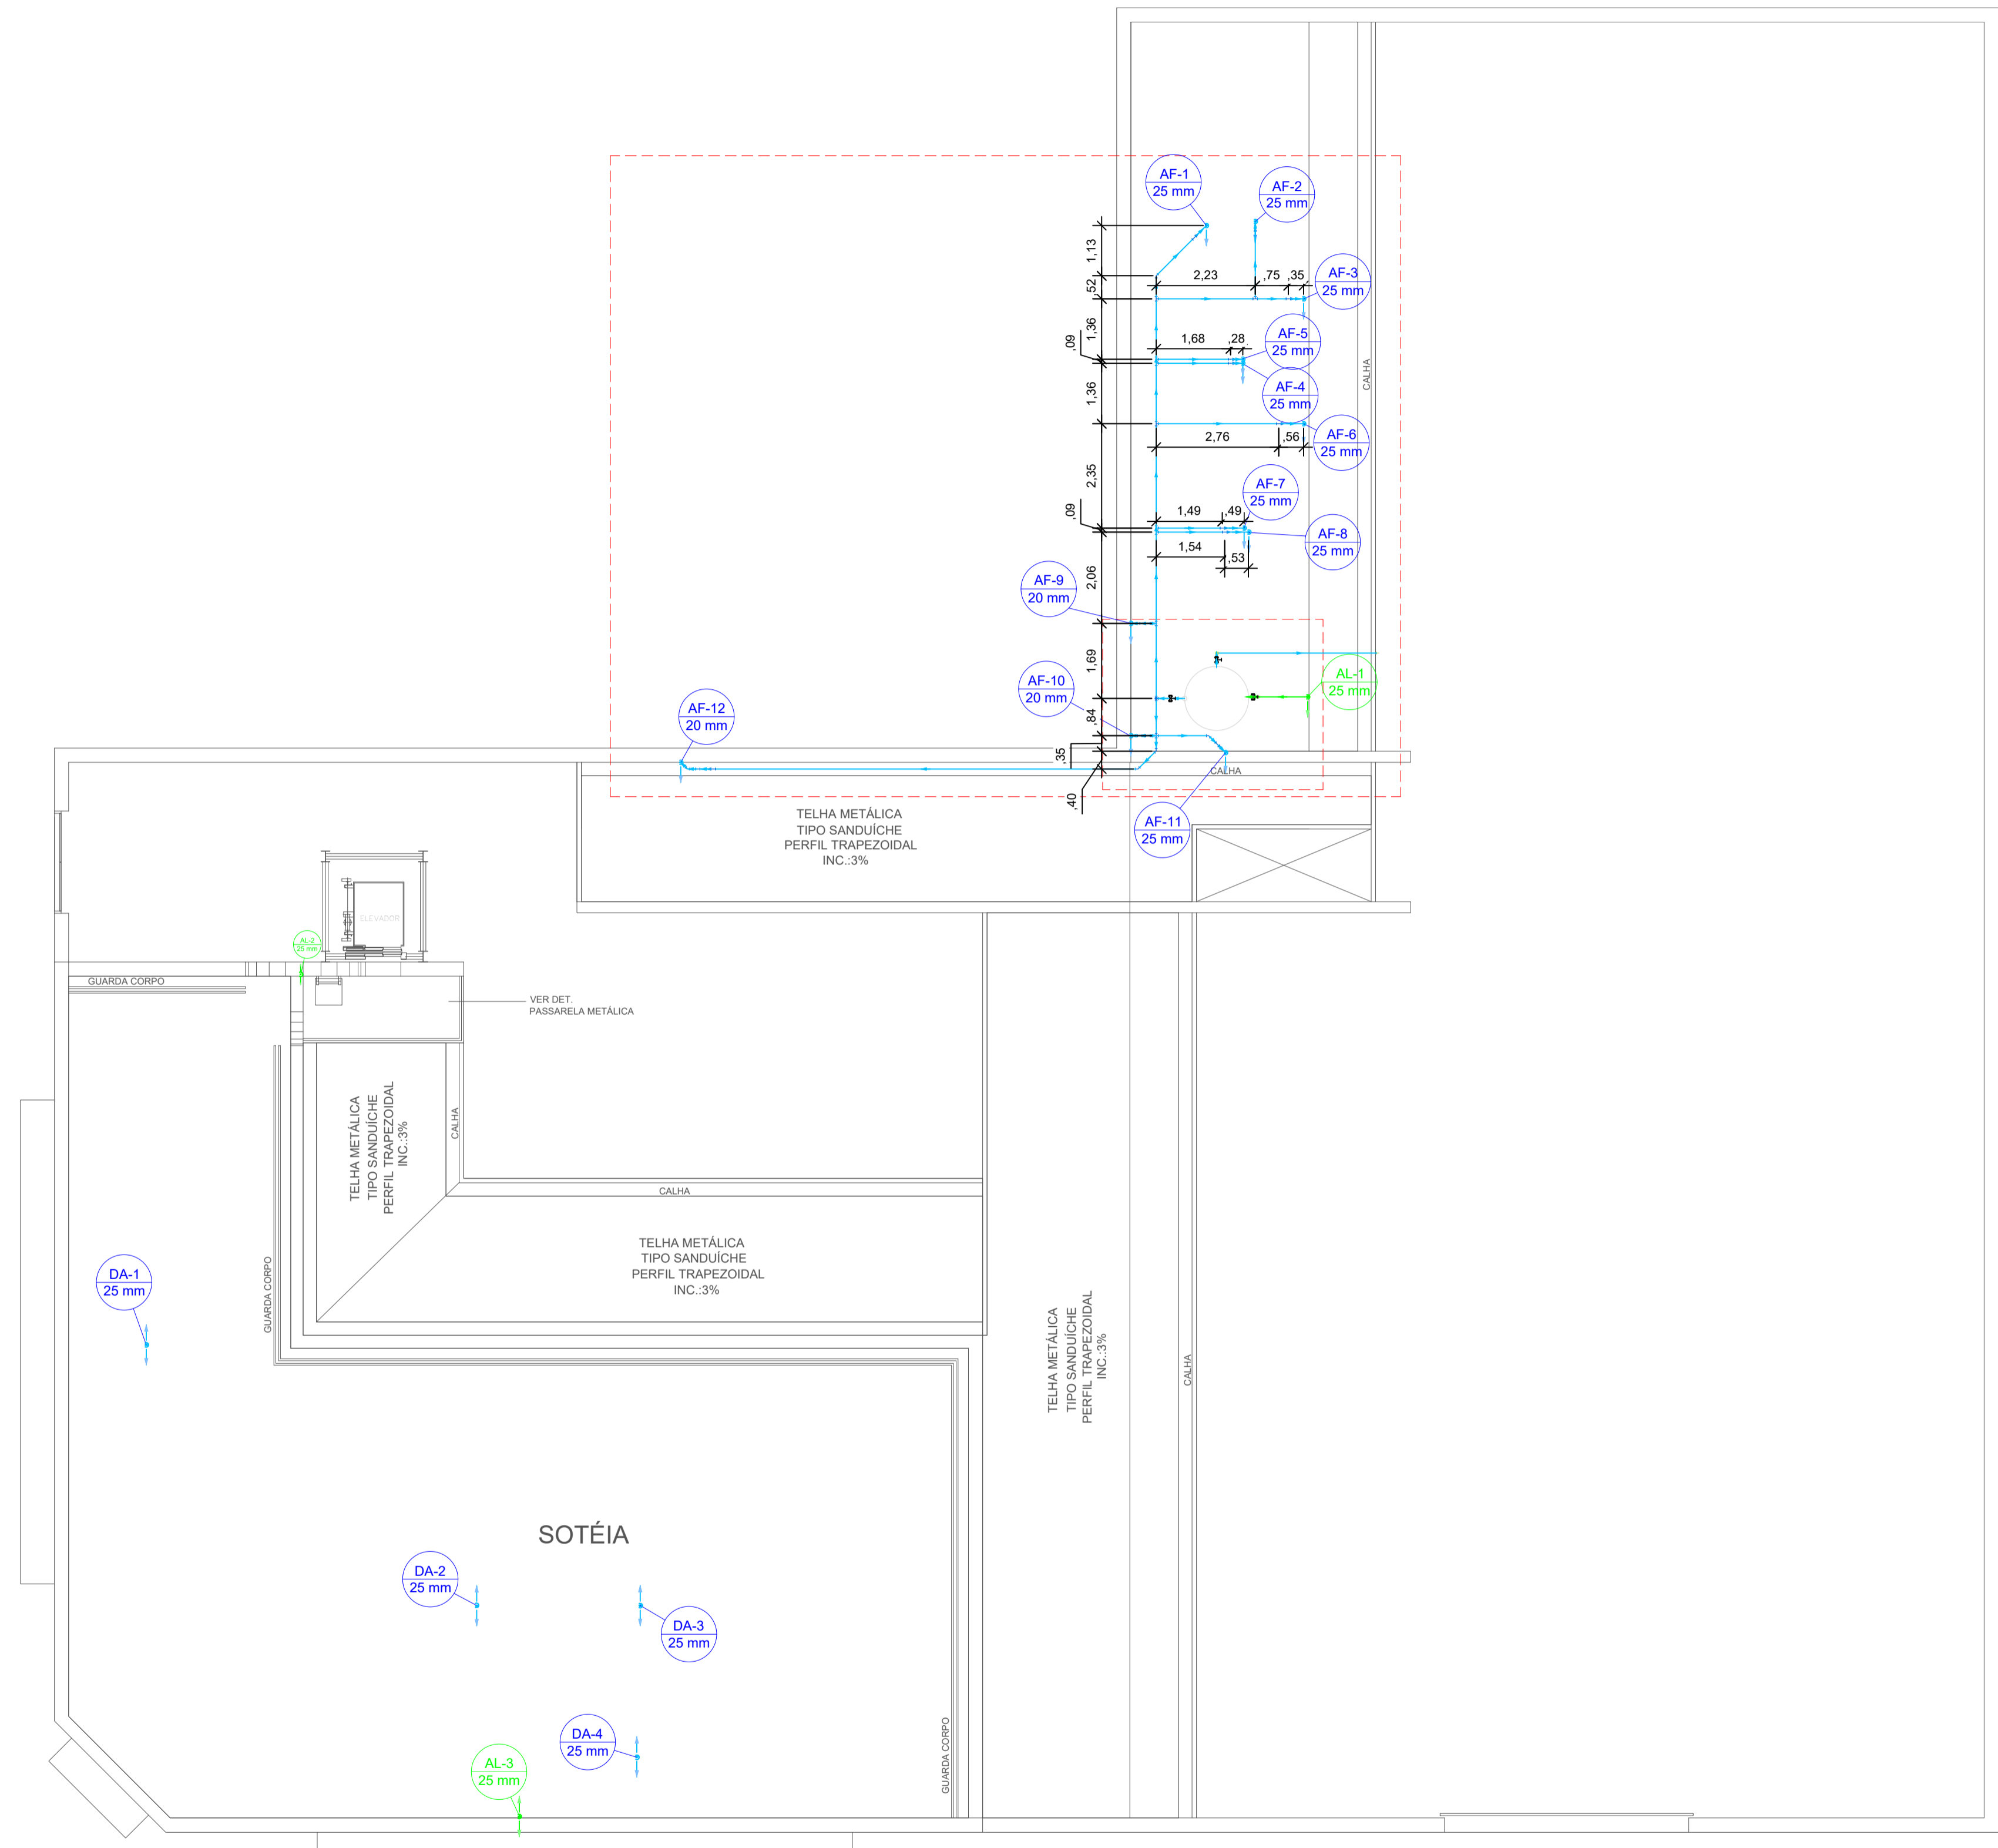 AF-1
25 mm
AF-2
25 mm
1,13
,52
2,23
,75
,35
AF-3
25 mm
1,36
,09
1,68
,28
AF-5
25 mm
AF-4
25 mm
CALHA
1,36
2,76
,56
AF-6
25 mm
2,35
,09
1,49
,49
AF-7
25 mm
AF-8
25 mm
1,54
,53
2,06
AF-9
20 mm
1,69
AF-10
20 mm
AL-1
25 mm
AF-12
20 mm
,84
,35
,40
CALHA
AF-11
25 mm
TELHA METÁLICA
TIPO SANDUÍCHE
PERFIL TRAPEZOIDAL
INC.:3%
ELEVADOR
AL-2
25 mm
GUARDA CORPO
VER DET.
PASSARELA METÁLICA
TELHA METÁLICA
TIPO SANDUÍCHE
PERFIL TRAPEZOIDAL
INC.:3%
CALHA
CALHA
TELHA METÁLICA
TIPO SANDUÍCHE
PERFIL TRAPEZOIDAL
INC.:3%
GUARDA CORPO
DA-1
25 mm
TELHA METÁLICA
TIPO SANDUÍCHE
PERFIL TRAPEZOIDAL
INC.:3%
CALHA
SOTÉIA
DA-2
25 mm
DA-3
25 mm
DA-4
25 mm
AL-3
25 mm
GUARDA CORPO